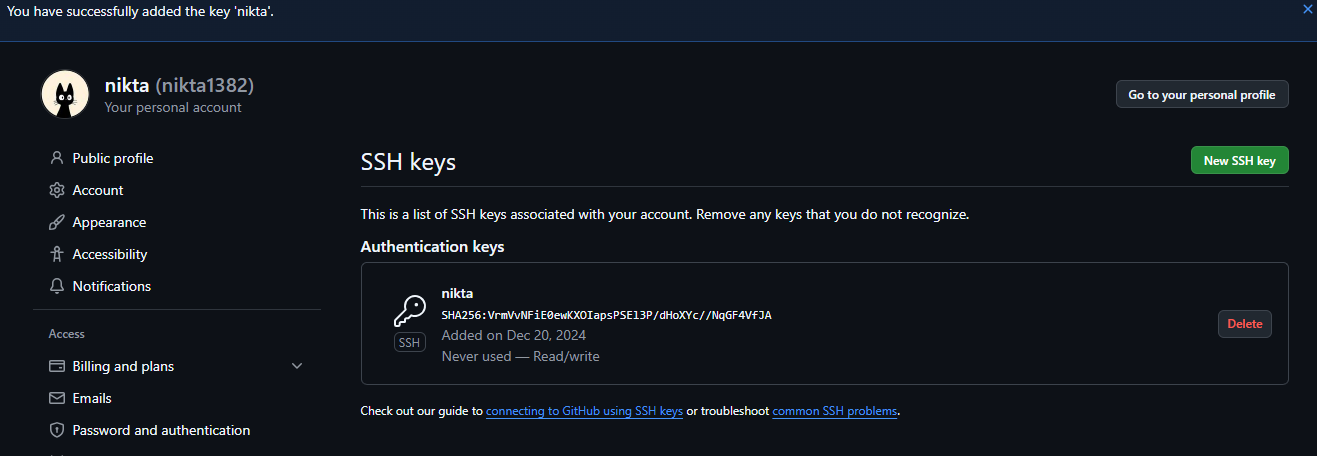 You have successfully added the key 'nikta'.
nikta (nikta1382)
Your personal account
Go to your personal profile
Public profile
Account
Appearance
Accessibility
Notifications
Access
Billing and plans
Emails
Password and authentication
SSH keys
New SSH key
This is a list of SSH keys associated with your account. Remove any keys that you do not recognize.
Authentication keys
nikta
SHA256:VrmVvNFiE0ewKXOIapsPSEl3P/dHoXYc//NqGF4VfJA
Added on Dec 20, 2024
Never used — Read/write
SSH
Delete
Check out our guide to connecting to GitHub using SSH keys or troubleshoot common SSH problems.